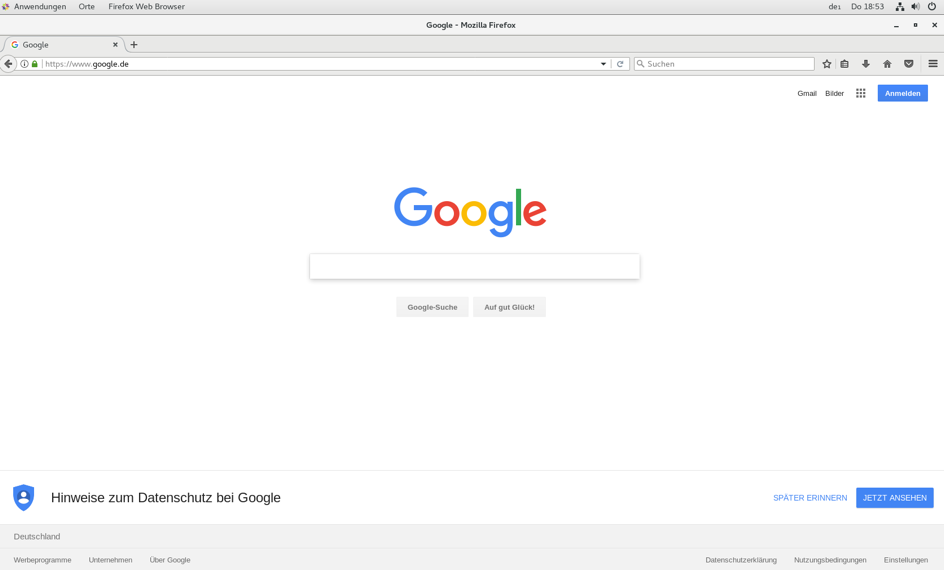 Anwendungen Orte Firefox Web Browser de₁ Do 18:53
Google - Mozilla Firefox
Google
https://www.google.de Suchen
Gmail Bilder Anmelden
Google
Google-Suche Auf gut Glück!
Hinweise zum Datenschutz bei Google SPÄTER ERINNERN JETZT ANSEHEN
Deutschland
Werbeprogramme Unternehmen Über Google Datenschutzerklärung Nutzungsbedingungen Einstellungen